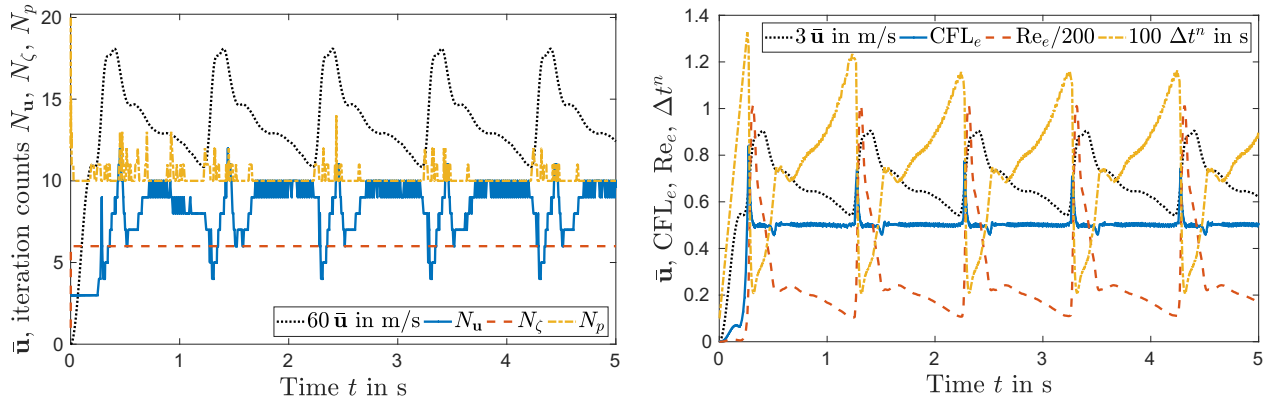 ū, iteration counts N_u, N_ζ, N_p
20
15
10
5
0
60 ū in m/s N_u N_ζ N_p
0 1 2 3 4 5
Time t in s
ū, CFL_e, Re_e, Δt^n
1.4
1.2
1
0.8
0.6
0.4
0.2
0
3 ū in m/s CFL_e Re_e/200 100 Δt^n in s
0 1 2 3 4 5
Time t in s